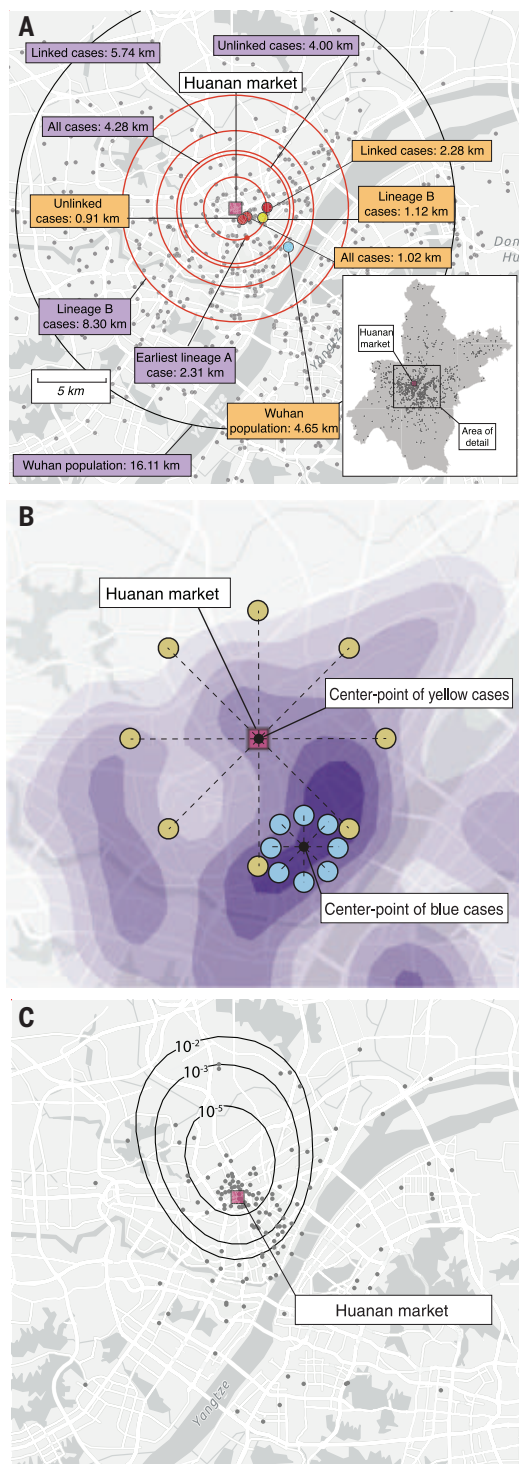 A
Linked cases: 5.74 km
Unlinked cases: 4.00 km
Huanan market
All cases: 4.28 km
Linked cases: 2.28 km
Unlinked
cases: 0.91 km
Lineage B
cases: 1.12 km
All cases: 1.02 km
Lineage B
cases: 8.30 km
Earliest lineage A
case: 2.31 km
Yangtze
5 km
Wuhan
population: 4.65 km
Wuhan population: 16.11 km
Don
Hu
Huanan
market
Area of
detail
B
Huanan market
Center-point of yellow cases
Center-point of blue cases
C
10-2
10-3
10-5
Huanan market
Yangtze